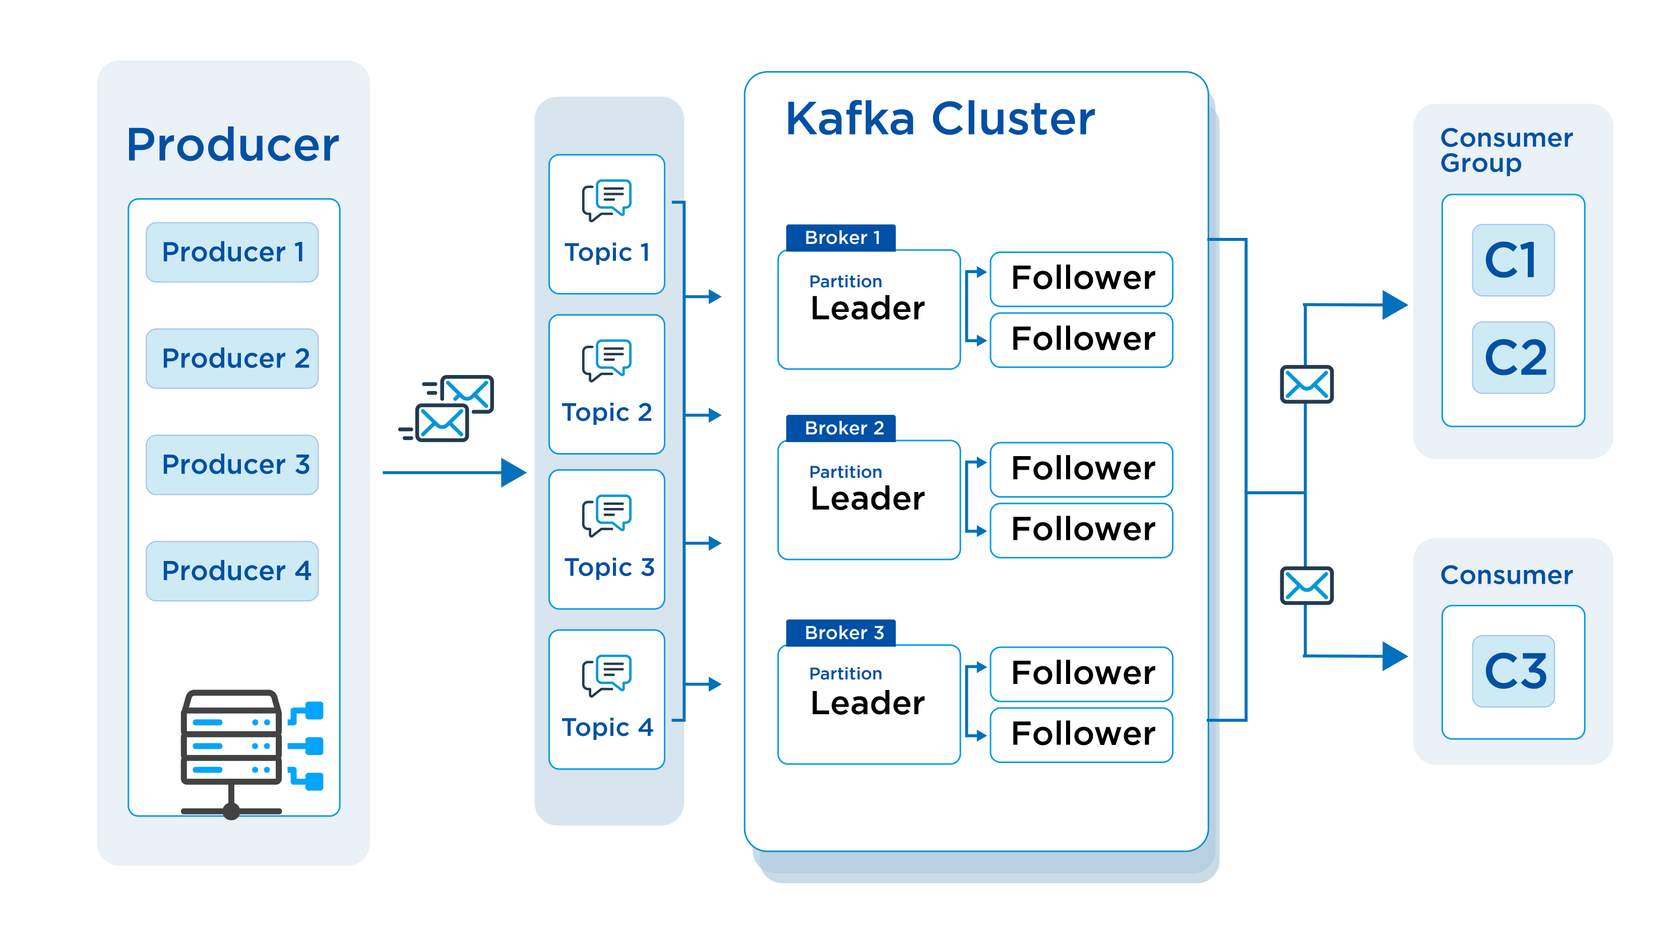 Producer
Producer 1
Producer 2
Producer 3
Producer 4
Topic 1
Topic 2
Topic 3
Topic 4
Kafka Cluster
Broker 1
Partition
Leader
Follower
Follower
Broker 2
Partition
Leader
Follower
Follower
Broker 3
Partition
Leader
Follower
Follower
Consumer
Group
C1
C2
Consumer
C3